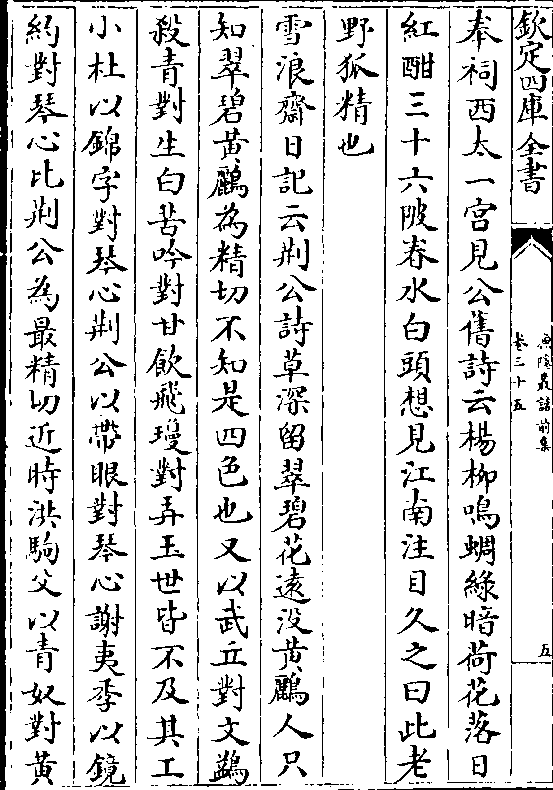 欽定四庫全書
漁隱叢話前集
卷三十五
五
奉祠西太一宮見公舊詩云楊柳鳴蜩綠暗荷花落日
紅酣三十六陂春水白頭想見江南注目久之曰此老
野狐精也
雪浪齋日記云荆公詩草深留翠碧花遠没黃鸝人只
知翠碧黃鸝為精切不知是四色也又以武丘對文鷁
殺青對生白苦吟對甘飲飛瓊對弄玉世皆不及其工
小杜以錦字對琴心荆公以帶眼對琴心謝夷季以鏡
約對琴心比荆公為最精切近時洪駒父以青奴對黃